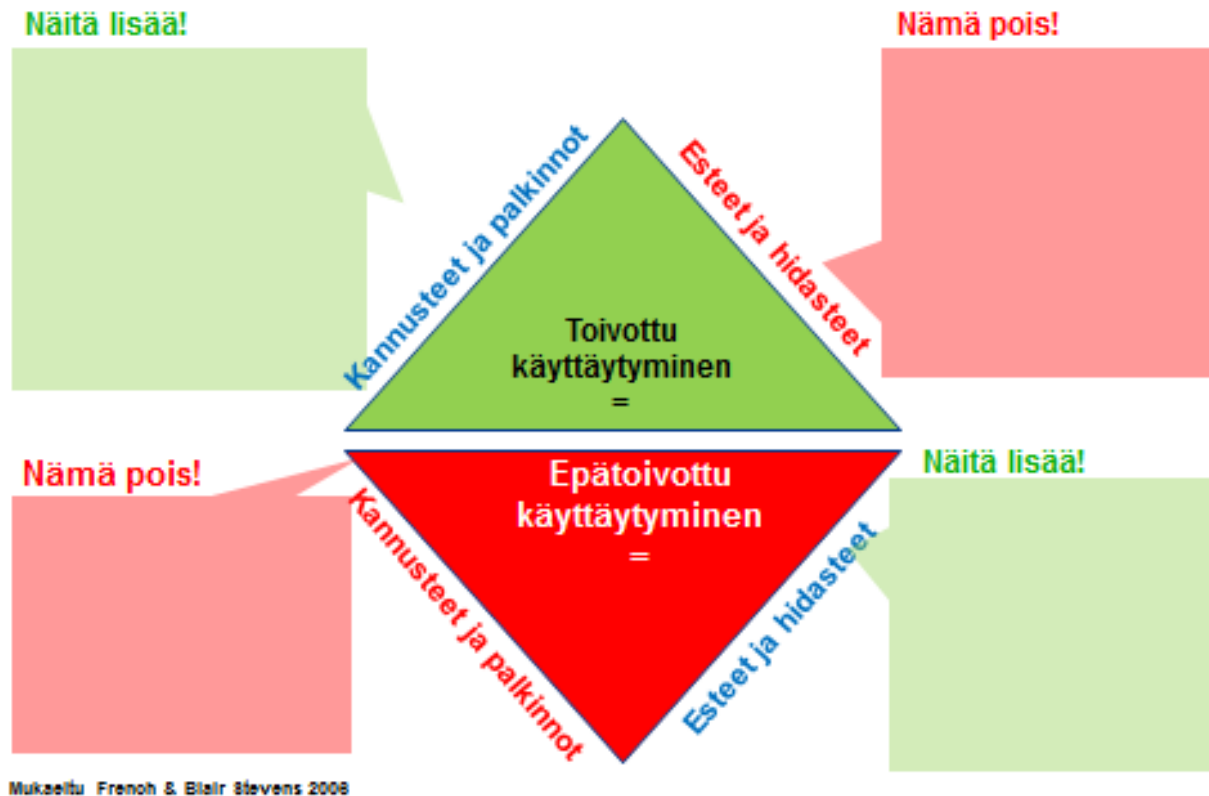 Näitä lisää!
Nämä pois!
Kannusteet ja palkinnot
Esteet ja hidasteet
Toivottu
käyttäytyminen
=
Nämä pois!
Näitä lisää!
Epätoivottu
käyttäytyminen
=
Kannusteet ja palkinnot
Esteet ja hidasteet
Mukaeltu French & Blair Stevens 2006